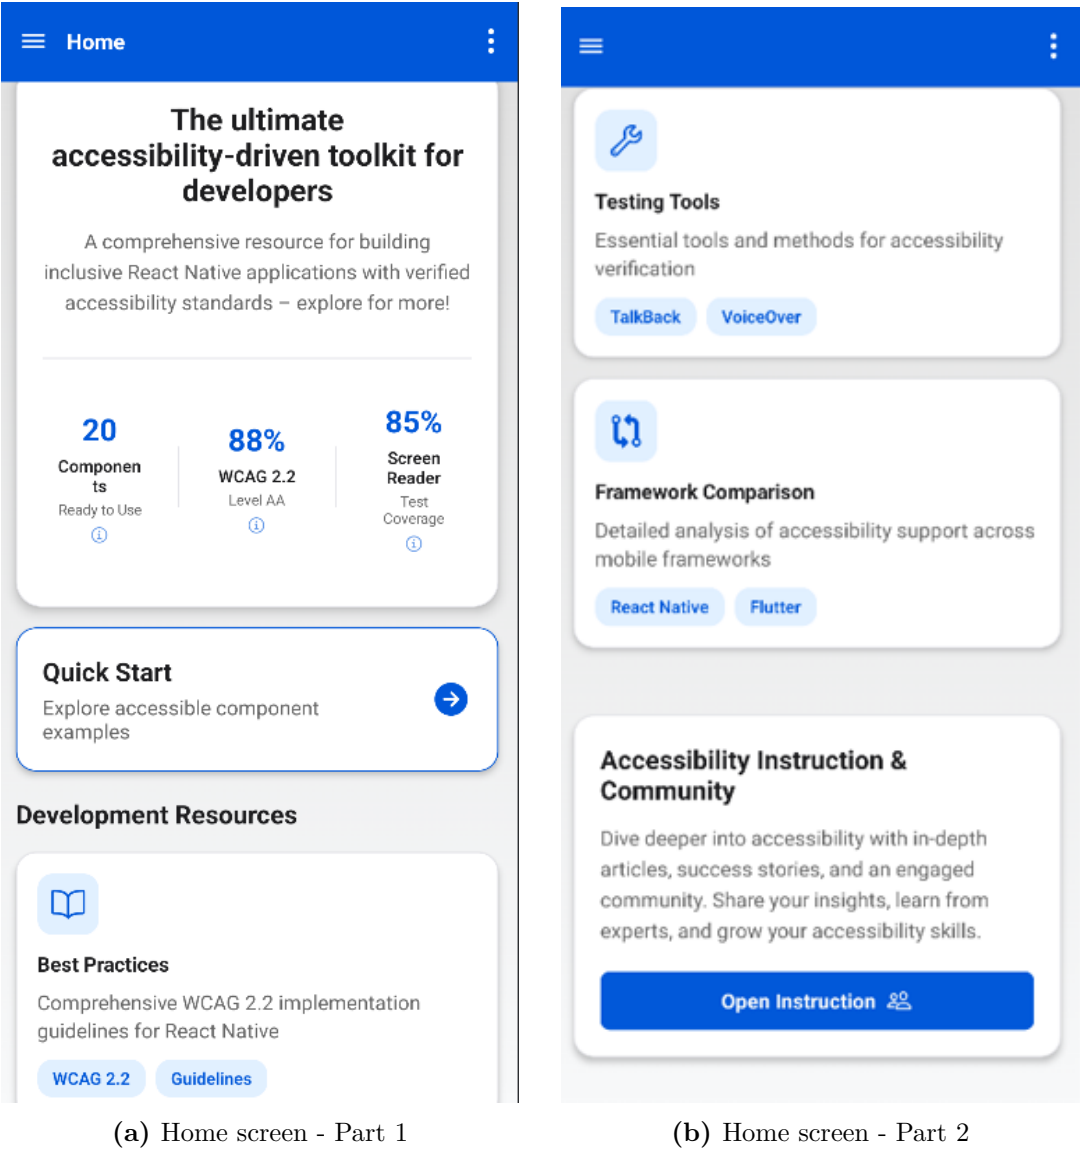 Home
The ultimate
accessibility-driven toolkit for
developers
A comprehensive resource for building
inclusive React Native applications with verified
accessibility standards – explore for more!
20
Componen
ts
Ready to Use
88%
WCAG 2.2
Level AA
85%
Screen
Reader
Test
Coverage
Quick Start
Explore accessible component
examples
Development Resources
Best Practices
Comprehensive WCAG 2.2 implementation
guidelines for React Native
WCAG 2.2 Guidelines
(a) Home screen - Part 1
Testing Tools
Essential tools and methods for accessibility
verification
TalkBack VoiceOver
Framework Comparison
Detailed analysis of accessibility support across
mobile frameworks
React Native Flutter
Accessibility Instruction &
Community
Dive deeper into accessibility with in-depth
articles, success stories, and an engaged
community. Share your insights, learn from
experts, and grow your accessibility skills.
Open Instruction
(b) Home screen - Part 2